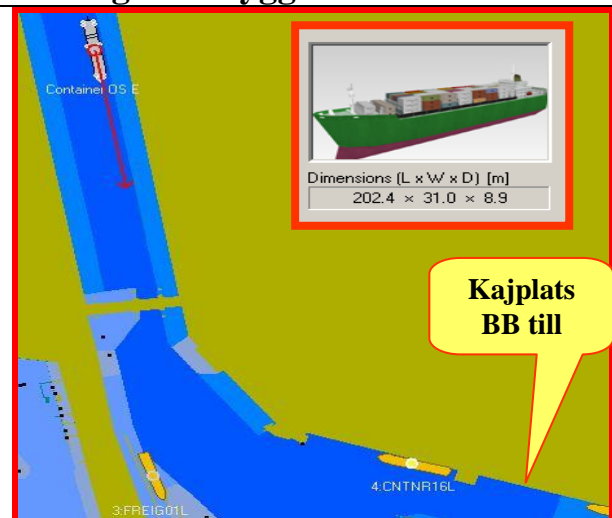 Container OS E
Dimensions (L x W x D) [m]
202.4 × 31.0 × 8.9
Kajplats
BB till
4:CNTNR16L
3:FREIG01L